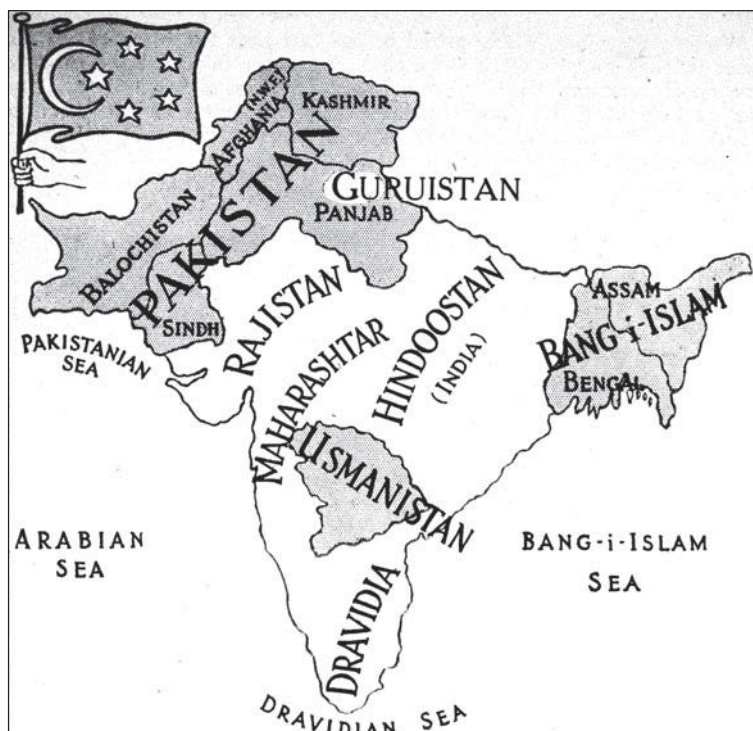 KASHMIR
(N.W.F.)
AFGHANIA
PAKISTAN
GURUISTAN
PANJAB
BALOCHISTAN
SINDH
PAKISTANIAN
SEA
RAJISTAN
MAHARASHTAR
HINDOOSTAN
(INDIA)
ASSAM
BANG-i-ISLAM
BENGAL
USMANISTAN
ARABIAN
SEA
BANG-i-ISLAM
SEA
DRAVIDIA
DRAVIDIAN SEA